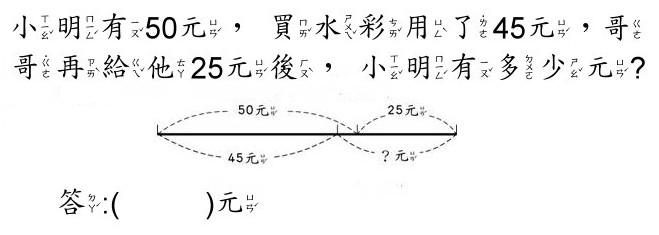 小明有50元，買水彩用了45元，哥
哥再給他25元後，小明有多少元?
50元 25元
45元 ?元
答:( )元